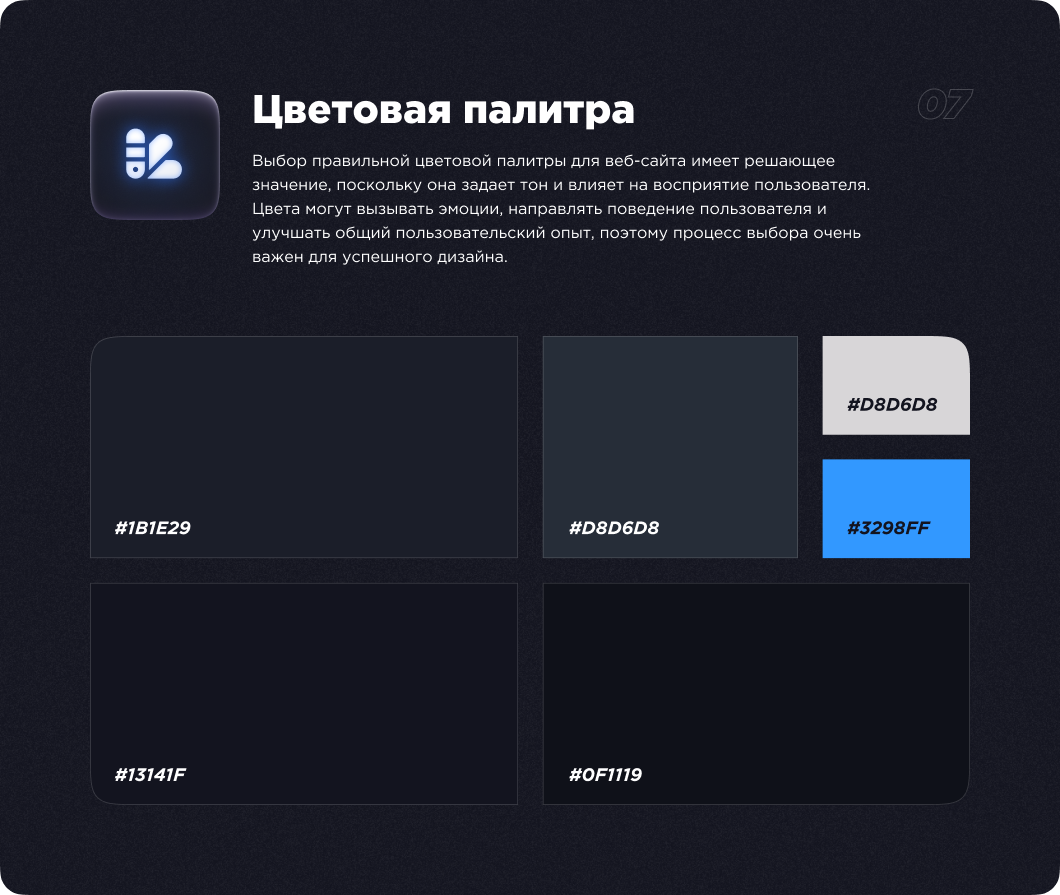 Цветовая палитра
07
Выбор правильной цветовой палитры для веб-сайта имеет решающее
значение, поскольку она задает тон и влияет на восприятие пользователя.
Цвета могут вызывать эмоции, направлять поведение пользователя и
улучшать общий пользовательский опыт, поэтому процесс выбора очень
важен для успешного дизайна.
#D8D6D8
#1B1E29
#D8D6D8
#3298FF
#13141F
#0F1119